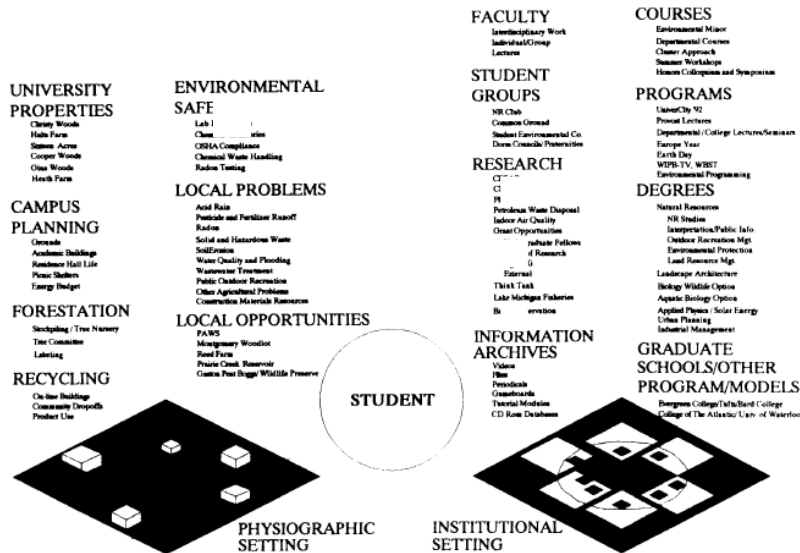 UNIVERSITY
PROPERTIES
Christy Woods
Hults Farm
Sixteen Acres
Cooper Woods
Ginn Woods
Heath Farm
CAMPUS
PLANNING
Grounds
Academic Buildings
Residence Hall Life
Picnic Shelters
Energy Budget
FORESTATION
Stockpiling / Tree Nursery
Tree Committee
Labeling
RECYCLING
On-line Buildings
Community Dropoffs
Product Use
ENVIRONMENTAL
SAFE
Lab
OSHA Compliance
Chemical Waste Handling
Radon Testing
LOCAL PROBLEMS
Acid Rain
Pesticide and Fertilizer Runoff
Radon
Solid and Hazardous Waste
SoilErosion
Water Quality and Flooding
Wastewater Treatment
Public Outdoor Recreation
Other Agricultural Problems
Construction Materials Resources
LOCAL OPPORTUNITIES
PAWS
Montgomery Woodlot
Reed Farm
Prairie Creek Reservoir
Gaston Peat Boggs/ Wildlife Preserve
STUDENT
FACULTY
Interdisciplinary Work
Individual/Group
Lectures
STUDENT
GROUPS
NR Club
Common Ground
Student Environmental Co.
Dorm Councils/ Fraternities
RESEARCH
Petroleum Waste Disposal
Indoor Air Quality
Grant Opportunities
Fellows
of Research
External
Think Tank
Lake Michigan Fisheries
INFORMATION
ARCHIVES
Videos
Files
Periodicals
Gameboards
Tutorial Modules
CD Rom Databases
COURSES
Environmental Minor
Departmental Courses
Cluster Approach
Summer Workshops
Honors Colloquium and Symposium
PROGRAMS
UniverCity '92
Provost Lectures
Departmental / College Lectures/Seminars
Europe Year
Earth Day
WIPB-TV, WBST
Environmental Programming
DEGREES
Natural Resources
NR Studies
Interpretation/Public Info.
Outdoor Recreation Mgt.
Environmental Protection
Land Resource Mgt.
Landscape Architecture
Biology Wildlife Option
Aquatic Biology Option
Applied Physics / Solar Energy
Urban Planning
Industrial Management
GRADUATE
SCHOOLS/OTHER
PROGRAM/MODELS
Evergreen College/Tufts/Bard College
College of The Atlantic/ Univ. of Waterloo
PHYSIOGRAPHIC
SETTING
INSTITUTIONAL
SETTING